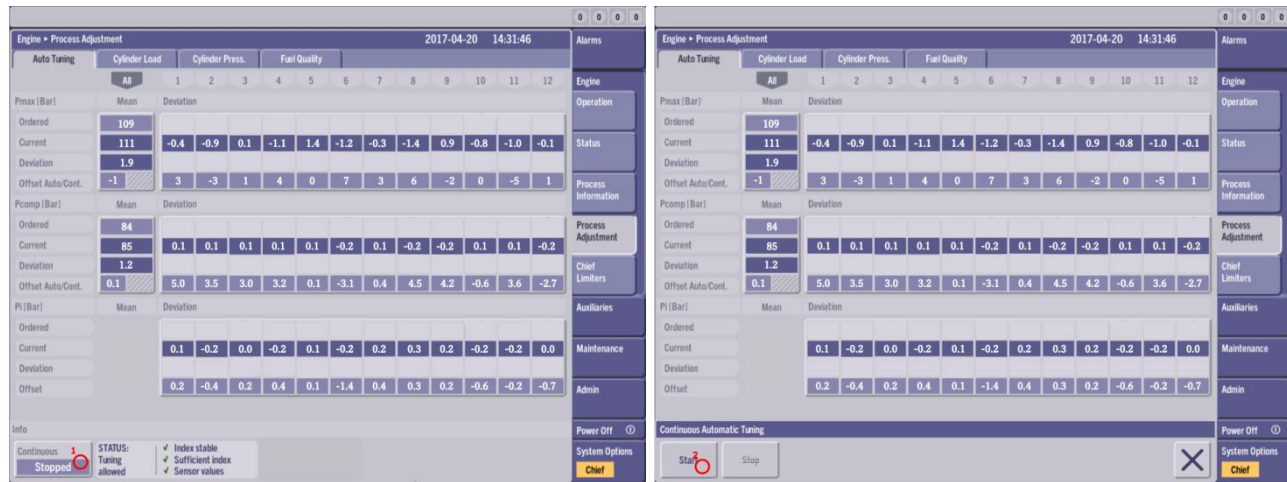 0 0 0 0
Engine ▸ Process Adjustment 2017-04-20 14:31:46 Alarms
Auto Tuning Cylinder Load Cylinder Press. Fuel Quality
All 1 2 3 4 5 6 7 8 9 10 11 12 Engine
Pmax [Bar] Mean Deviation Operation
Ordered 109
Current 111 -0.4 -0.9 0.1 -1.1 1.4 -1.2 -0.3 -1.4 0.9 -0.8 -1.0 -0.1 Status
Deviation 1.9
Offset Auto/Cont. -1 3 -3 1 4 0 7 3 6 -2 0 -5 1 Process
Information
Pcomp [Bar] Mean Deviation
Ordered 84 Process
Adjustment
Current 85 0.1 0.1 0.1 0.1 0.1 -0.2 0.1 -0.2 -0.2 0.1 0.1 -0.2
Deviation 1.2 Chief
Limiters
Offset Auto/Cont. 0.1 5.0 3.5 3.0 3.2 0.1 -3.1 0.4 4.5 4.2 -0.6 3.6 -2.7
Pi [Bar] Mean Deviation Auxiliaries
Ordered
Current 0.1 -0.2 0.0 -0.2 0.1 -0.2 0.2 0.3 0.2 -0.2 -0.2 0.0 Maintenance
Deviation
Offset 0.2 -0.4 0.2 0.4 0.1 -1.4 0.4 0.3 0.2 -0.6 -0.2 -0.7 Admin
Info Power Off
Continuous 1 STATUS: ✓ Index stable System Options
Stopped Tuning ✓ Sufficient index
allowed ✓ Sensor values Chief
0 0 0 0
Engine ▸ Process Adjustment 2017-04-20 14:31:46 Alarms
Auto Tuning Cylinder Load Cylinder Press. Fuel Quality
All 1 2 3 4 5 6 7 8 9 10 11 12 Engine
Pmax [Bar] Mean Deviation Operation
Ordered 109
Current 111 -0.4 -0.9 0.1 -1.1 1.4 -1.2 -0.3 -1.4 0.9 -0.8 -1.0 -0.1 Status
Deviation 1.9
Offset Auto/Cont. -1 3 -3 1 4 0 7 3 6 -2 0 -5 1 Process
Information
Pcomp [Bar] Mean Deviation
Ordered 84 Process
Adjustment
Current 85 0.1 0.1 0.1 0.1 0.1 -0.2 0.1 -0.2 -0.2 0.1 0.1 -0.2
Deviation 1.2 Chief
Limiters
Offset Auto/Cont. 0.1 5.0 3.5 3.0 3.2 0.1 -3.1 0.4 4.5 4.2 -0.6 3.6 -2.7
Pi [Bar] Mean Deviation Auxiliaries
Ordered
Current 0.1 -0.2 0.0 -0.2 0.1 -0.2 0.2 0.3 0.2 -0.2 -0.2 0.0 Maintenance
Deviation
Offset 0.2 -0.4 0.2 0.4 0.1 -1.4 0.4 0.3 0.2 -0.6 -0.2 -0.7 Admin
Continuous Automatic Tuning Power Off
2 System Options
Start Stop
Chief